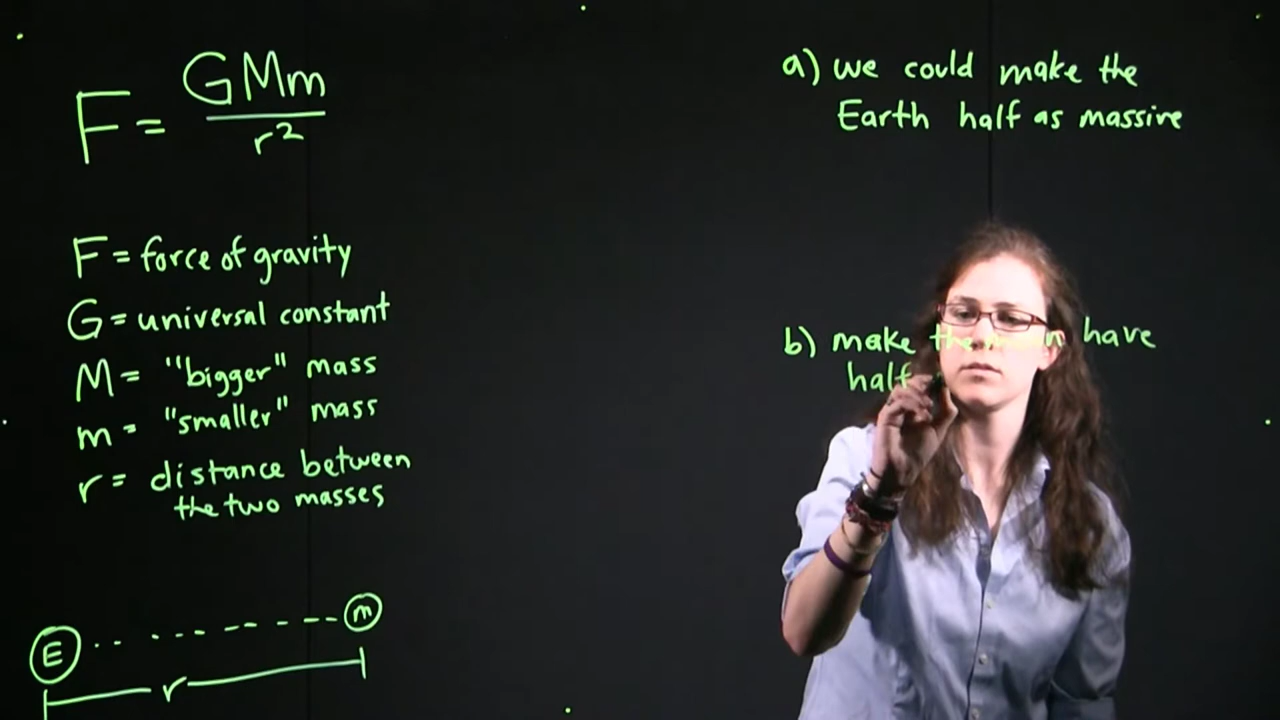 F = GMm
r²
F = force of gravity
G = universal constant
M = "bigger" mass
m = "smaller" mass
r = distance between
the two masses
E
m
r
a) we could make the
Earth half as massive
b) make the moon have
half